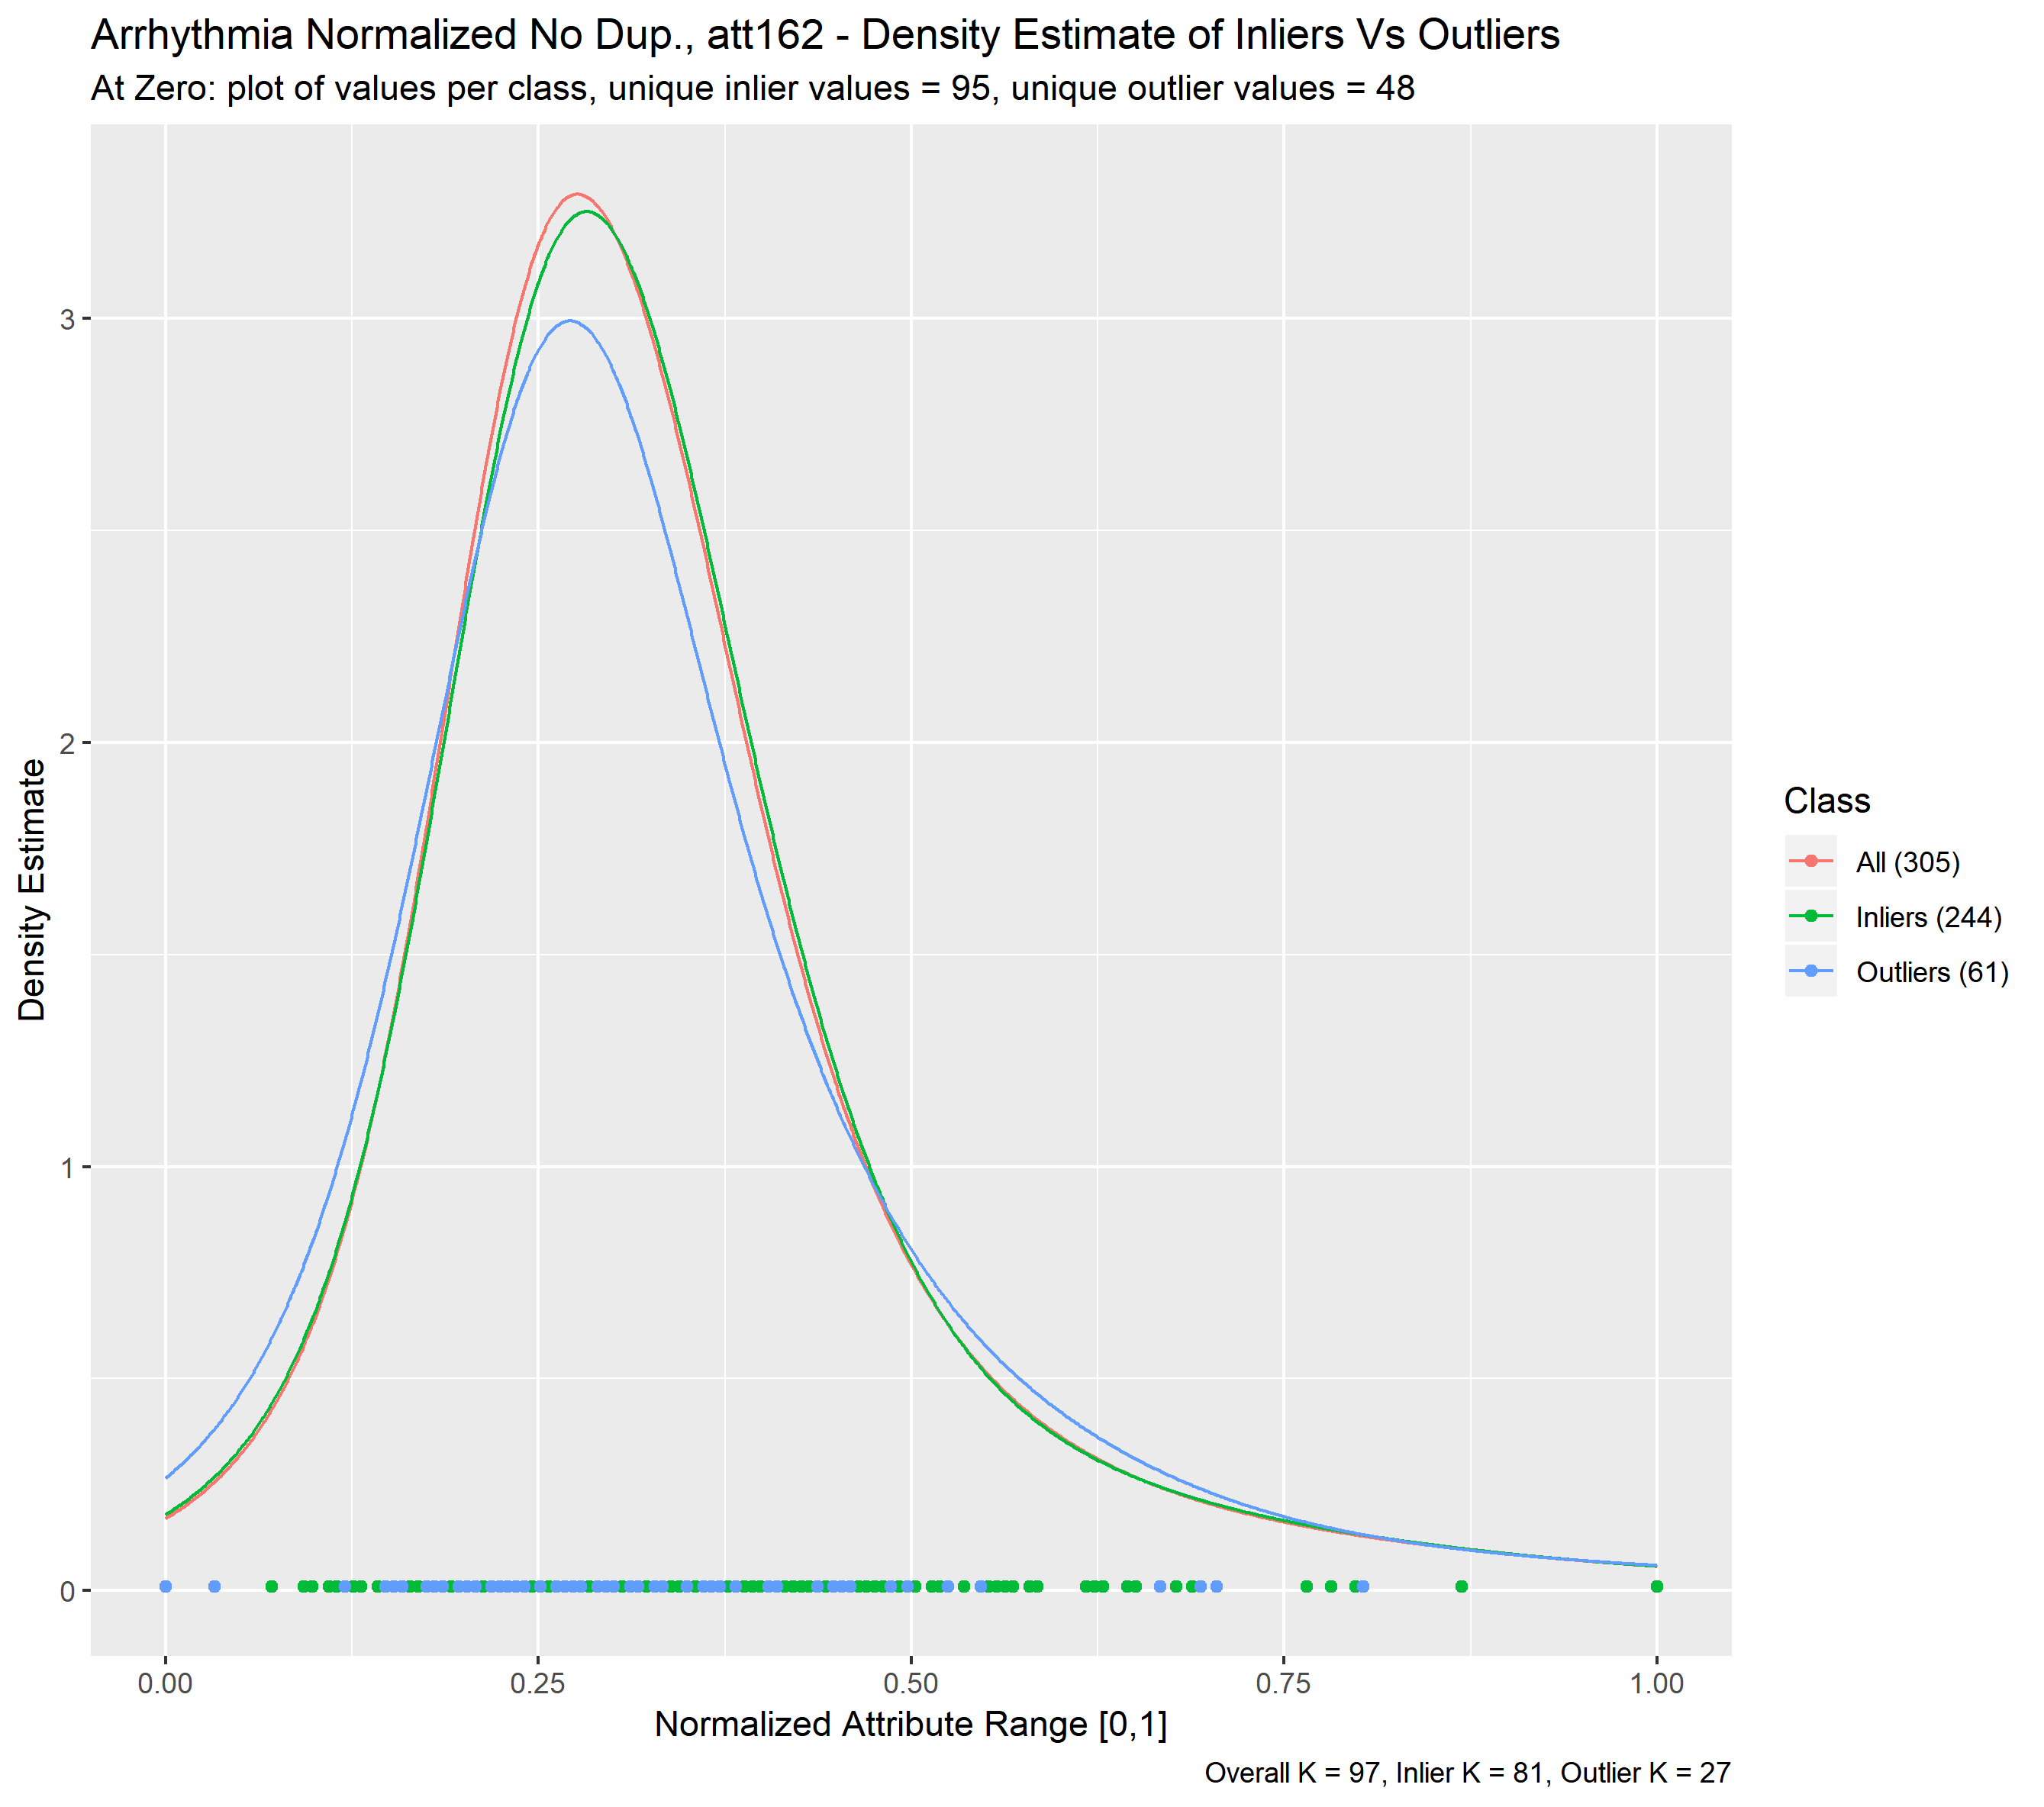 Arrhythmia Normalized No Dup., att162 - Density Estimate of Inliers Vs Outliers
At Zero: plot of values per class, unique inlier values = 95, unique outlier values = 48
3
2
1
0
Density Estimate
0.00
0.25
0.50
0.75
1.00
Normalized Attribute Range [0,1]
Class
All (305)
Inliers (244)
Outliers (61)
Overall K = 97, Inlier K = 81, Outlier K = 27